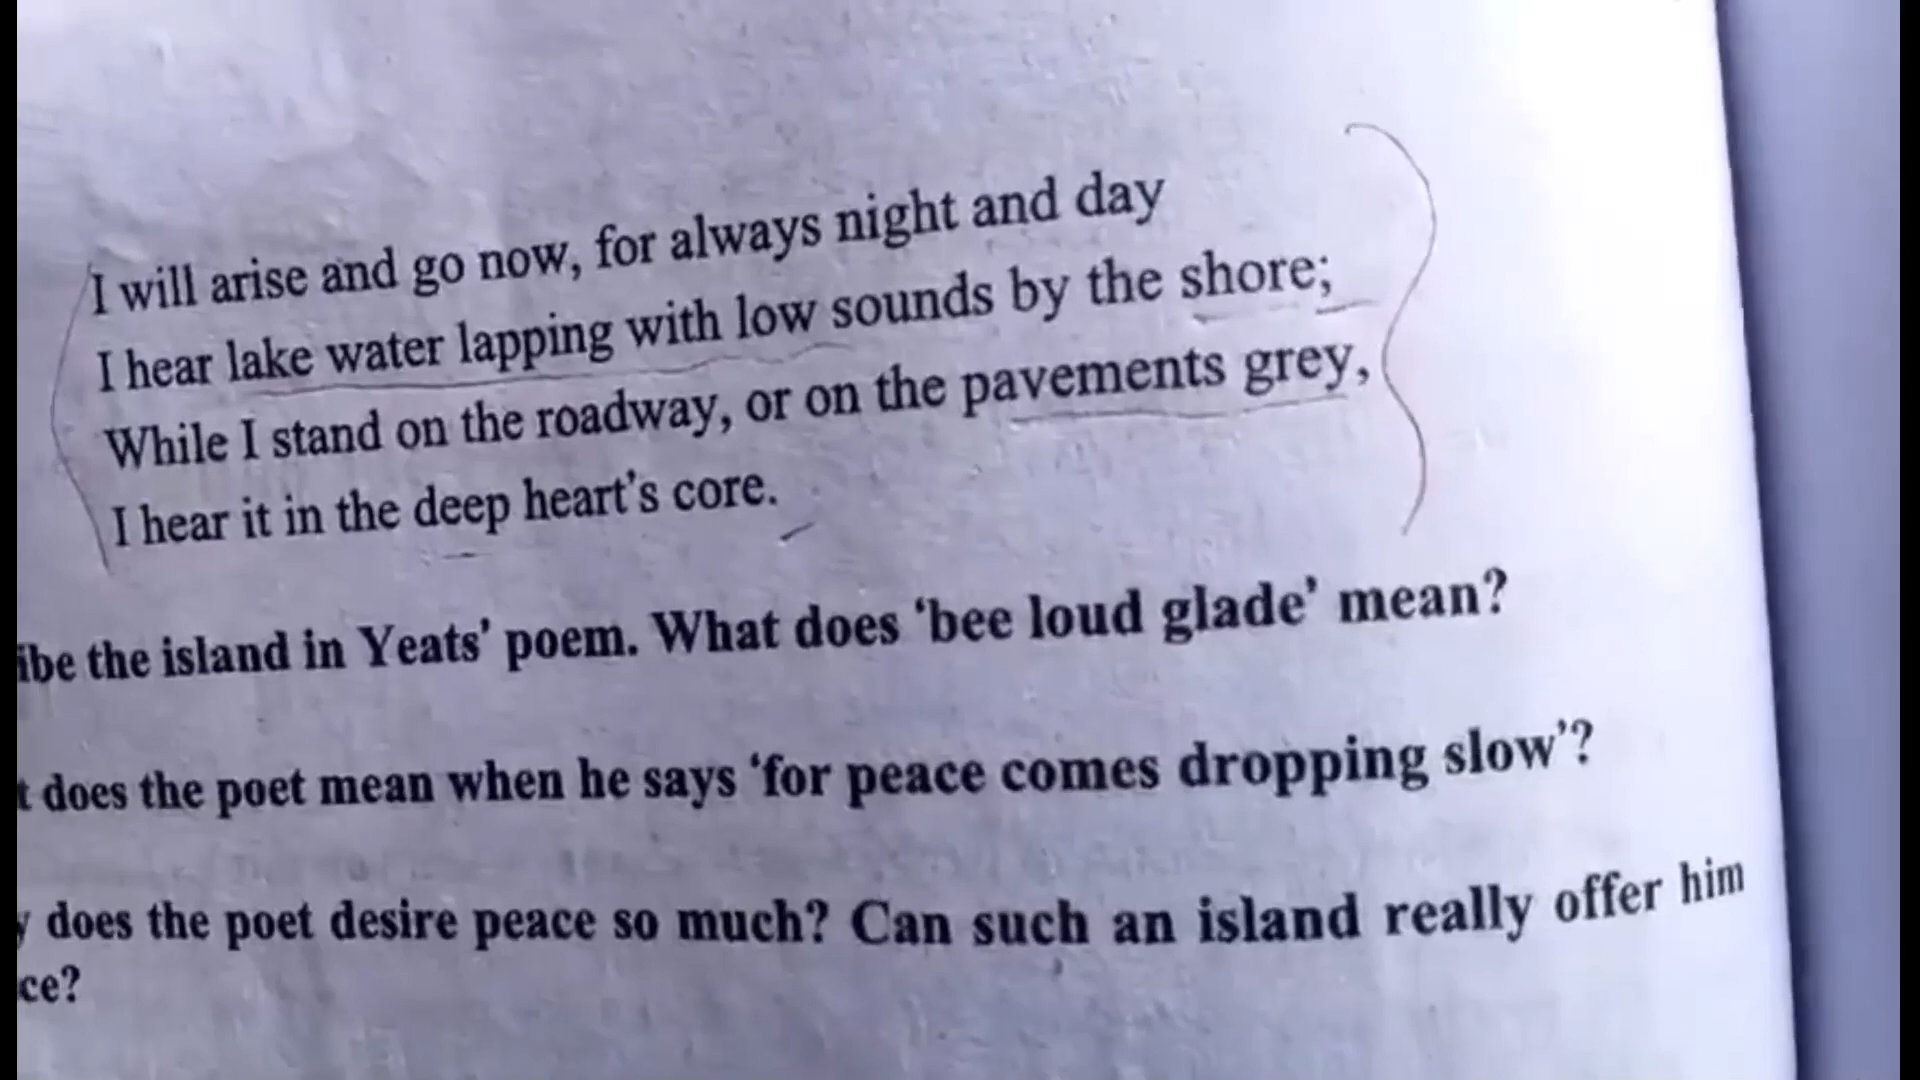 I will arise and go now, for always night and day
I hear lake water lapping with low sounds by the shore;
While I stand on the roadway, or on the pavements grey,
I hear it in the deep heart's core.
ibe the island in Yeats' poem. What does 'bee loud glade' mean?
t does the poet mean when he says 'for peace comes dropping slow'?
y does the poet desire peace so much? Can such an island really offer him
ce?